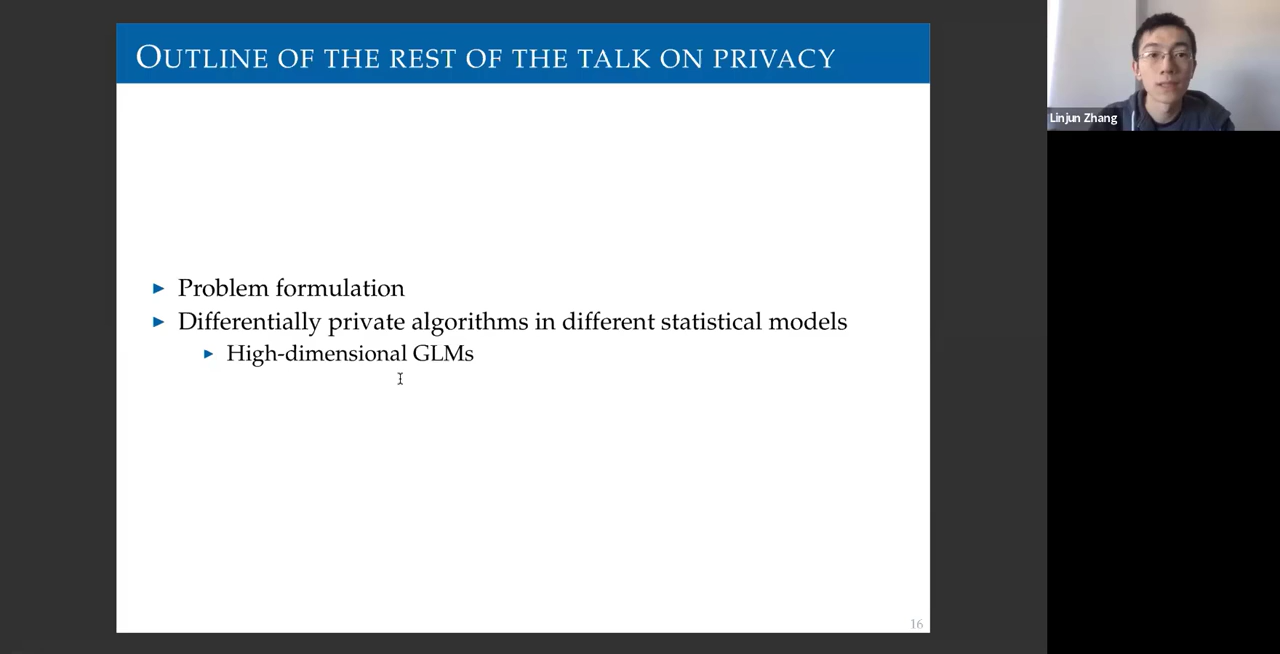 OUTLINE OF THE REST OF THE TALK ON PRIVACY
Linjun Zhang
Problem formulation
Differentially private algorithms in different statistical models
High-dimensional GLMs
16